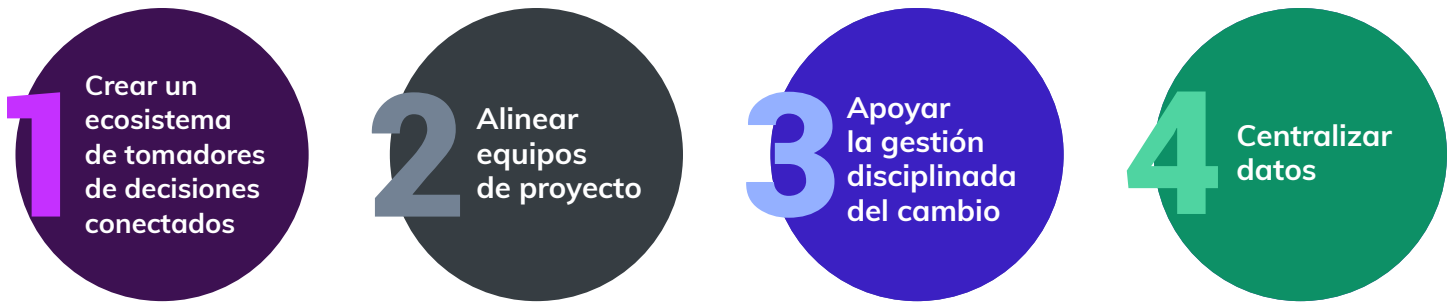 1
Crear un
ecosistema
de tomadores
de decisiones
conectados
2
Alinear
equipos
de proyecto
3
Apoyar
la gestión
disciplinada
del cambio
4
Centralizar
datos